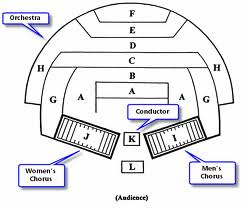 F
Orchestra
E
D
H C H
B
Conductor
G A A A G
J K I
L
Women's
Chorus
Men's
Chorus
(Audience)